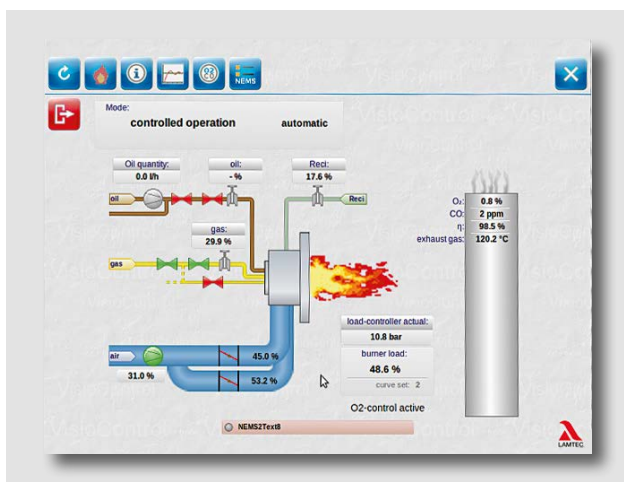 NEMS
Mode:
controlled operation automatic
Oil quantity:
0.0 l/h
oil:
- %
Reci:
17.6 %
oil
Reci
gas:
29.9 %
gas
O₂: 0.8 %
CO: 2 ppm
η: 98.5 %
exhaust gas: 120.2 °C
load-controller actual:
10.8 bar
burner load:
48.6 %
curve set: 2
air
31.0 %
45.0 %
53.2 %
O2-control active
NEMS2Text8
LAMTEC